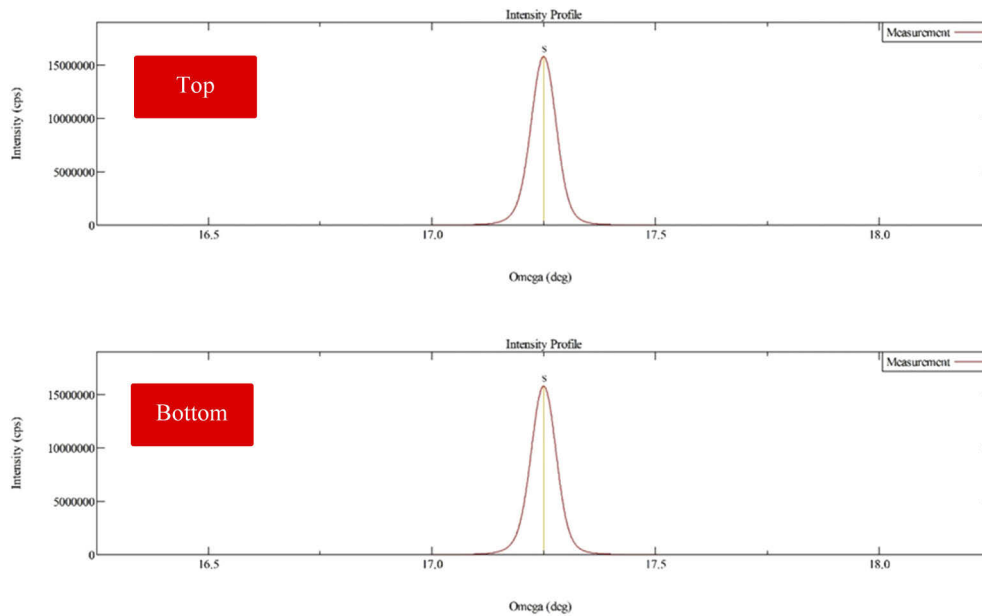 Intensity Profile
Measurement
S
Top
15000000
10000000
5000000
0
Intensity (cps)
16.5
17.0
17.5
18.0
Omega (deg)
Intensity Profile
Measurement
S
Bottom
15000000
10000000
5000000
0
Intensity (cps)
16.5
17.0
17.5
18.0
Omega (deg)